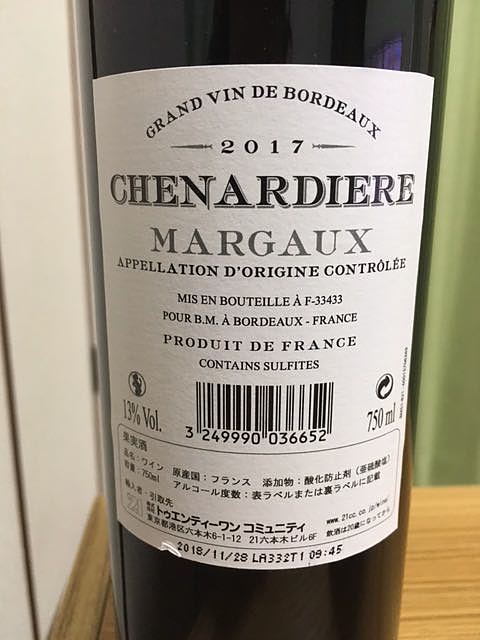 GRAND VIN DE BORDEAUX
2017
CHENARDIERE
MARGAUX
APPELLATION D'ORIGINE CONTRÔLÉE
MIS EN BOUTEILLE À F-33433
POUR B.M. À BORDEAUX - FRANCE
PRODUIT DE FRANCE
CONTAINS SULFITES
13% Vol.
750 ml
3 249990 036652
果実酒
品名:ワイン 原産国:フランス 添加物:酸化防止剤(亜硫酸塩)
容量:750ml アルコール度数:表ラベルまたは裏ラベルに記載
輸入者・引取先
株式会社 トゥエンティーワン コミュニティ
東京都港区六本木6-1-12 21六本木ビル6F
www.21cc.co.jp/wine/
飲酒は20歳になってから
2018/11/28 LA332T1 09:45